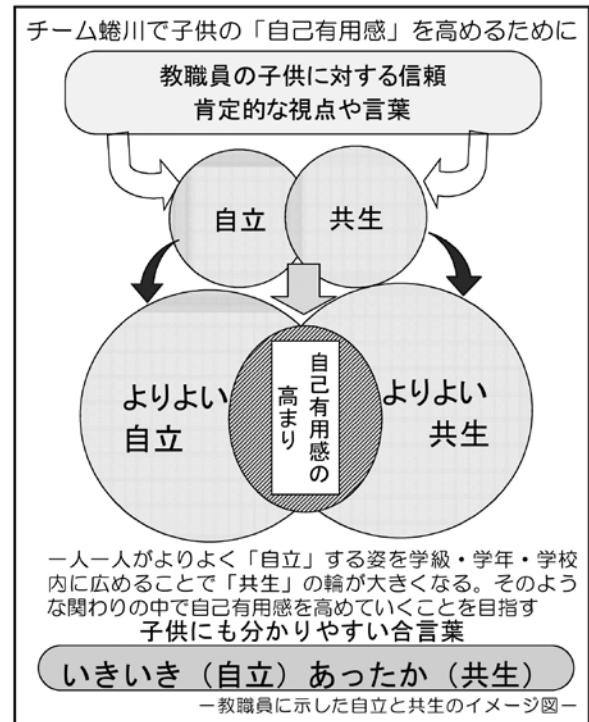 チーム蜷川で子供の「自己有用感」を高めるために
教職員の子供に対する信頼
肯定的な視点や言葉
自立
共生
よりよい
自立
自己有用感の
高まり
よりよい
共生
一人一人がよりよく「自立」する姿を学級・学年・学校
内に広めることで「共生」の輪が大きくなる。そのよう
な関わりの中で自己有用感を高めていくことを目指す
子供にも分かりやすい合言葉
いきいき（自立）あったか（共生）
－教職員に示した自立と共生のイメージ図－